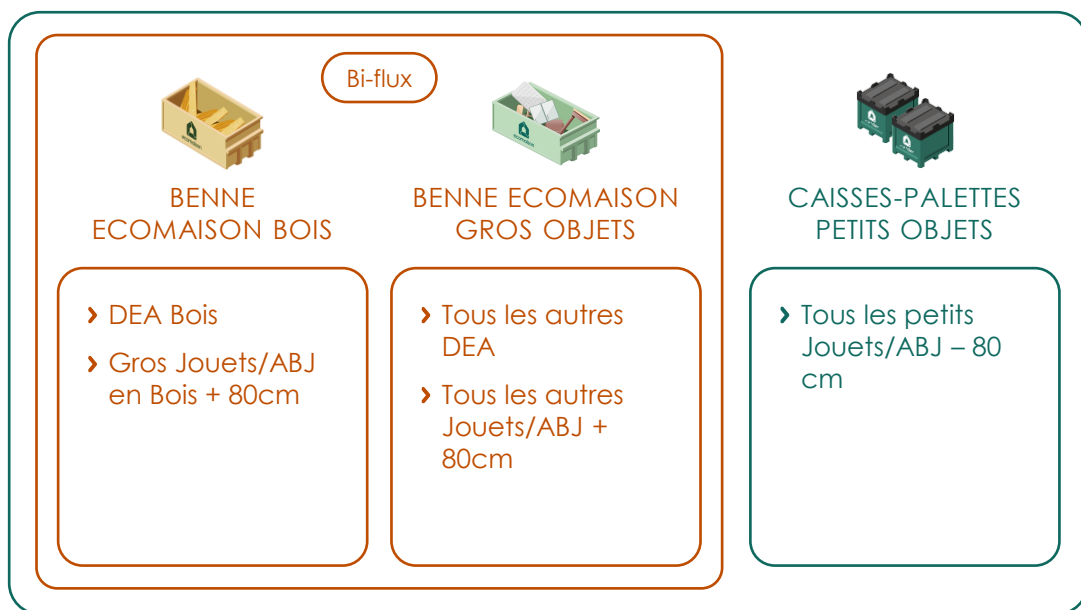 Bi-flux
BENNE
ECOMAISON BOIS
BENNE ECOMAISON
GROS OBJETS
CAISSES-PALETTES
PETITS OBJETS
DEA Bois
Gros Jouets/ABJ
en Bois + 80cm
Tous les autres
DEA
Tous les autres
Jouets/ABJ +
80cm
Tous les petits
Jouets/ABJ – 80
cm